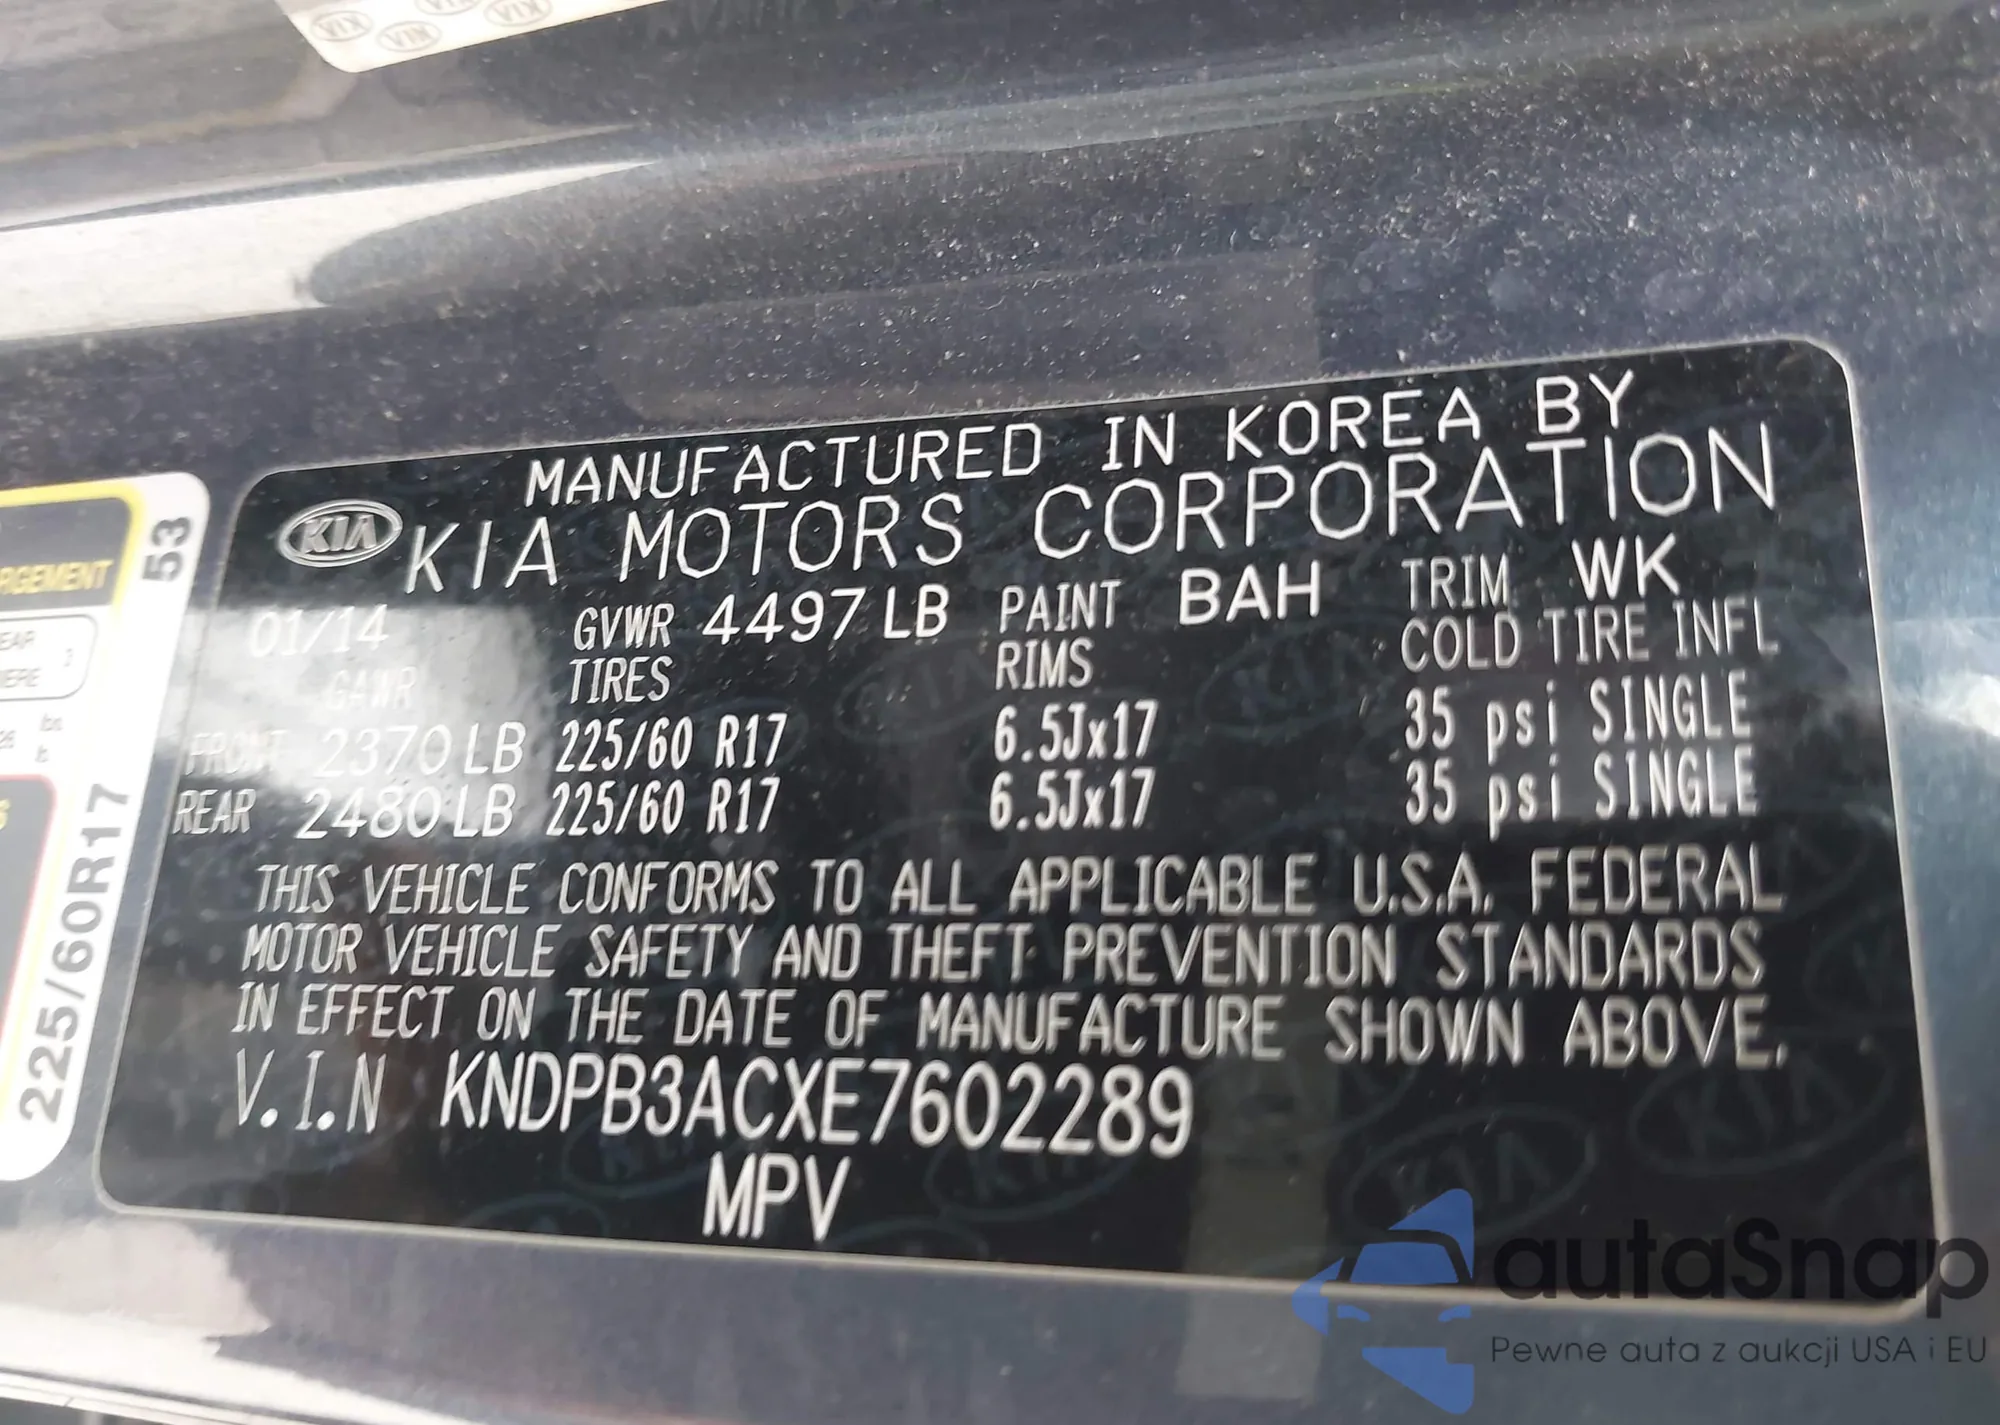 KIA
MANUFACTURED IN KOREA BY
KIA MOTORS CORPORATION
01/14 GVWR 4497 LB PAINT BAH TRIM WK
GAWR TIRES RIMS COLD TIRE INFL
FRONT 2370 LB 225/60 R17 6.5Jx17 35 psi SINGLE
REAR 2480 LB 225/60 R17 6.5Jx17 35 psi SINGLE
THIS VEHICLE CONFORMS TO ALL APPLICABLE U.S.A. FEDERAL
MOTOR VEHICLE SAFETY AND THEFT PREVENTION STANDARDS
IN EFFECT ON THE DATE OF MANUFACTURE SHOWN ABOVE.
V.I.N KNDPB3ACXE7602289
MPV
225/60R17 53
RGEMENT
EAR
ERE
lbs
autaSnap
Pewne auta z aukcji USA i EU